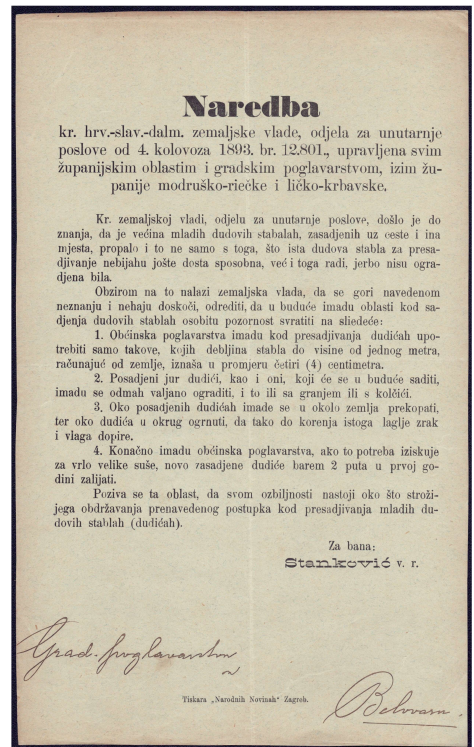 Naredba
kr. hrv.-slav.-dalm. zemaljske vlade, odjela za unutarnje
poslove od 4. kolovoza 1893. br. 12.801., upravljena svim
županijskim oblastim i gradskim poglavarstvom, izim žu-
panije modruško-riečke i ličko-krbavske.
Kr. zemaljskoj vladi, odjelu za unutarnje poslove, došlo je do
znanja, da je većina mladih dudovih stabalah, zasadjenih uz ceste i ina
mjesta, propalo i to ne samo s toga, što ista dudova stabla za presa-
djivanje nebijahu jošte dosta sposobna, već i toga radi, jerbo nisu ogra-
djena bila.
Obzirom na to nalazi zemaljska vlada, da se gori navedenom
neznanju i nehaju doskoči, odrediti, da u buduće imadu oblasti kod sa-
djenja dudovih stablah osobitu pozornost svratiti na sliedeće:
1. Obćinska poglavarstva imadu kod presadjivanja dudićah upo-
trebiti samo takove, kojih debljina stabla do visine od jednog metra,
računajuć od zemlje, iznaša u promjeru četiri (4) centimetra.
2. Posadjeni jur dudići, kao i oni, koji će se u buduće saditi,
imadu se odmah valjano ograditi, i to ili sa granjem ili s kolčići.
3. Oko posadjenih dudićah imade se u okolo zemlja prekopati,
ter oko dudića u okrug ogrnuti, da tako do korenja istoga laglje zrak
i vlaga dopire.
4. Konačno imadu obćinska poglavarstva, ako to potreba iziskuje
za vrlo velike suše, novo zasadjene dudiće barem 2 puta u prvoj go-
dini zalijati.
Poziva se ta oblast, da svom ozbiljnosti nastoji oko što stroži-
jega obdržavanja prenavedenog postupka kod presadjivanja mladih du-
dovih stablah (dudićah).
Za bana:
Stanković v. r.
Grad. poglavarstvu
Tiskara „Narodnih Novinah" Zagreb.
Belovaru.